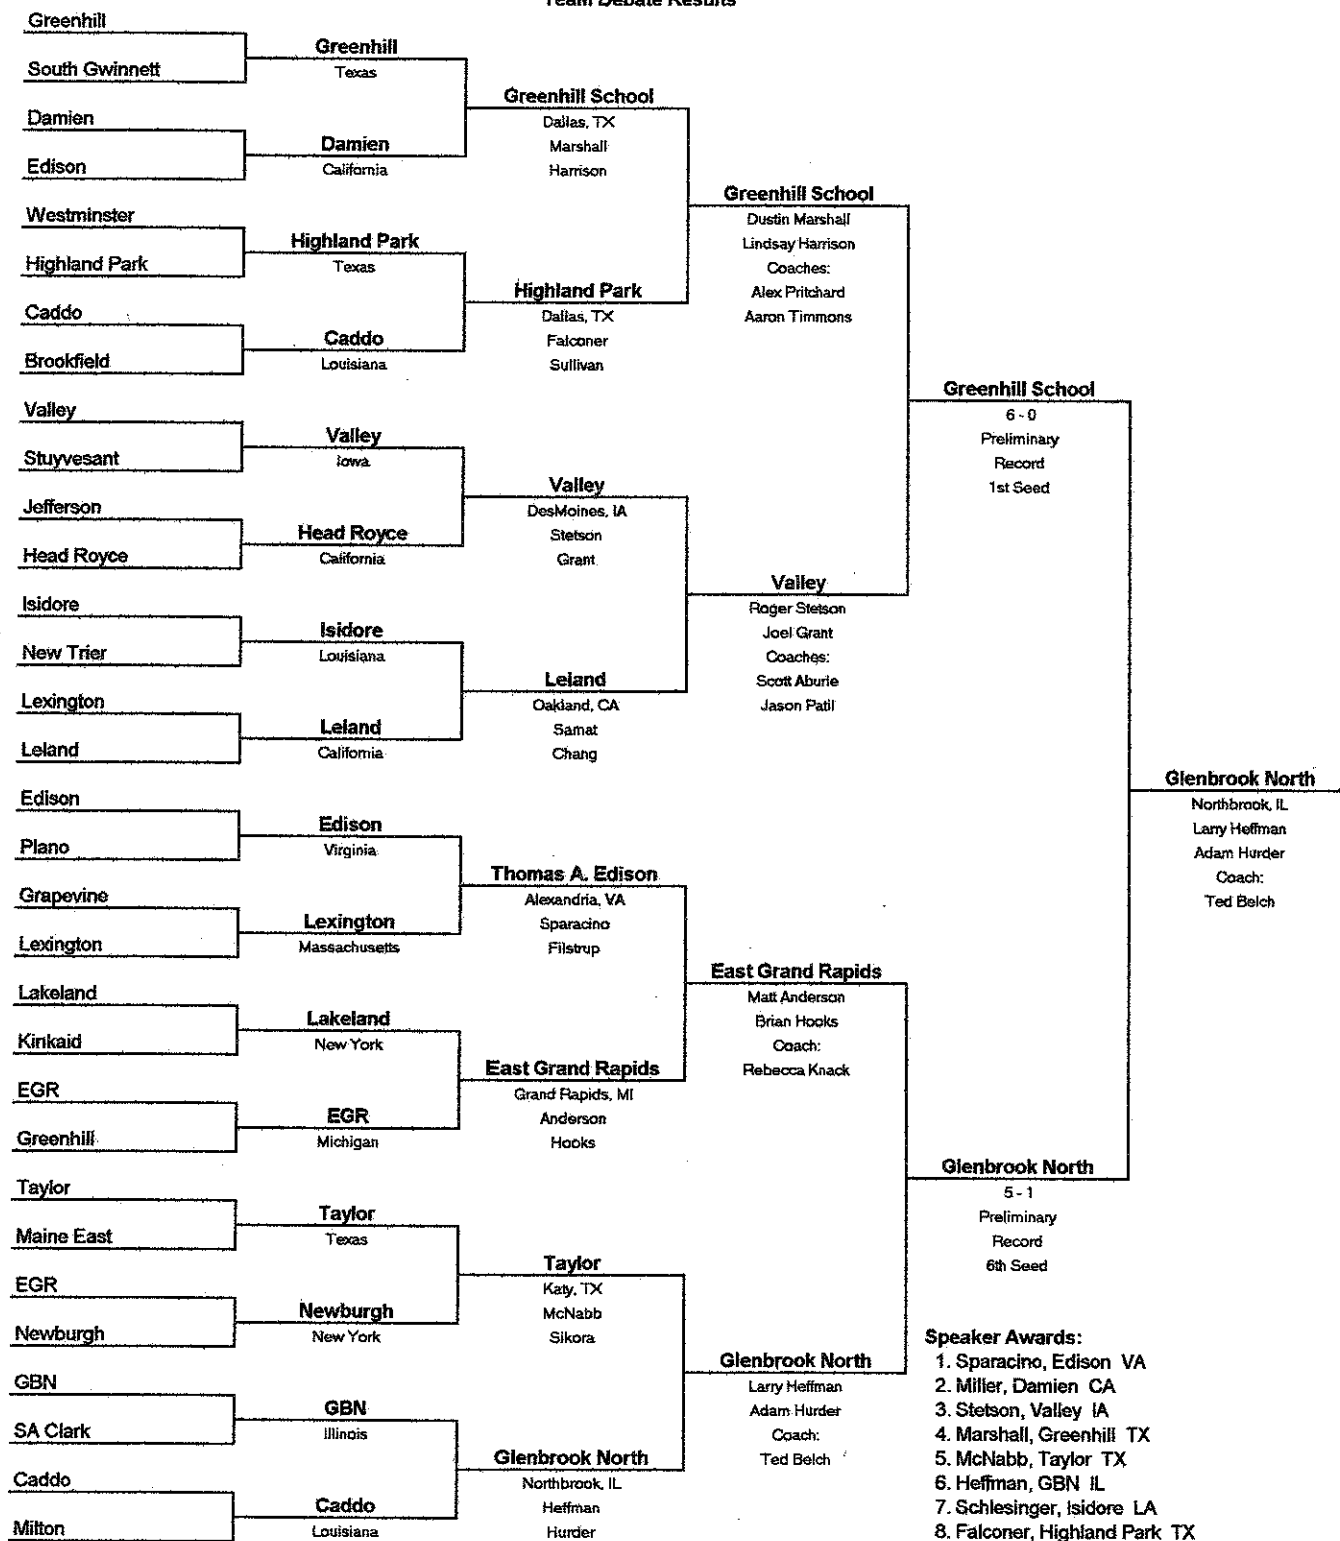 Team Debate Results
Greenhill
South Gwinnett
Damien
Edison
Westminster
Highland Park
Caddo
Brookfield
Valley
Stuyvesant
Jefferson
Head Royce
Isidore
New Trier
Lexington
Leland
Edison
Plano
Grapevine
Lexington
Lakeland
Kinkaid
EGR
Greenhill
Taylor
Maine East
EGR
Newburgh
GBN
SA Clark
Caddo
Milton
Greenhill
Texas
Damien
California
Highland Park
Texas
Caddo
Louisiana
Valley
Iowa
Head Royce
California
Isidore
Louisiana
Leland
California
Edison
Virginia
Lexington
Massachusetts
Lakeland
New York
EGR
Michigan
Taylor
Texas
Newburgh
New York
GBN
Illinois
Caddo
Louisiana
Greenhill School
Dallas, TX
Marshall
Harrison
Highland Park
Dallas, TX
Falconer
Sullivan
Valley
DesMoines, IA
Stetson
Grant
Leland
Oakland, CA
Samat
Chang
Thomas A. Edison
Alexandria, VA
Sparacino
Filstrup
East Grand Rapids
Grand Rapids, MI
Anderson
Hooks
Taylor
Katy, TX
McNabb
Sikora
Glenbrook North
Northbrook, IL
Heffman
Hurder
Greenhill School
Dustin Marshall
Lindsay Harrison
Coaches:
Alex Pritchard
Aaron Timmons
Valley
Roger Stetson
Joel Grant
Coaches:
Scott Aburle
Jason Patil
East Grand Rapids
Matt Anderson
Brian Hooks
Coach:
Rebecca Knack
Glenbrook North
Larry Heffman
Adam Hurder
Coach:
Ted Belch
Greenhill School
6 - 0
Preliminary
Record
1st Seed
Glenbrook North
5 - 1
Preliminary
Record
6th Seed
Glenbrook North
Northbrook, IL
Larry Heffman
Adam Hurder
Coach:
Ted Belch
Speaker Awards:
1. Sparacino, Edison VA
2. Miller, Damien CA
3. Stetson, Valley IA
4. Marshall, Greenhill TX
5. McNabb, Taylor TX
6. Heffman, GBN IL
7. Schlesinger, Isidore LA
8. Falconer, Highland Park TX